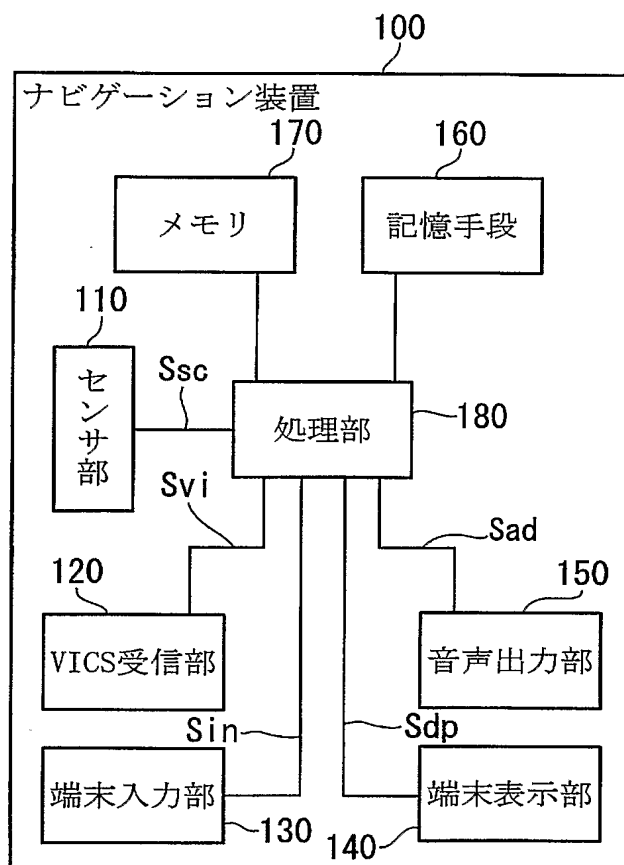 100
ナビゲーション装置
170
160
メモリ
記憶手段
110
センサ部
Ssc
処理部
180
Svi
Sad
120
150
VICS受信部
音声出力部
Sin
Sdp
端末入力部
130
端末表示部
140